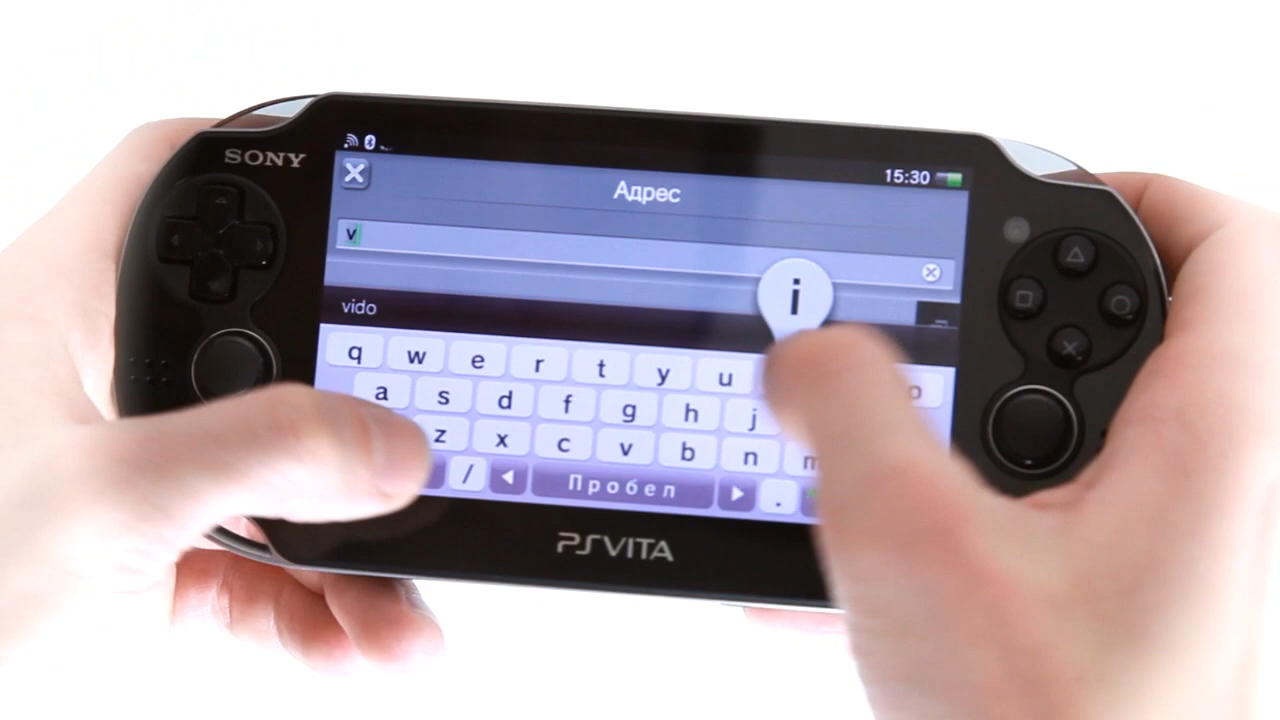 SONY
15:30
Адрес
v
i
vido
q w e r t y u p
a s d f g h j
z x c v b n m
/ Пробел .
PSVITA